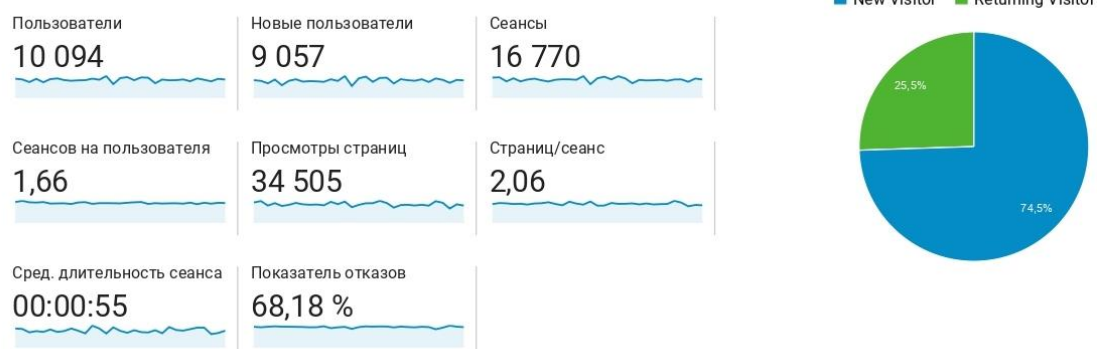 New Visitor Returning Visitor
Пользователи
10 094
Новые пользователи
9 057
Сеансы
16 770
Сеансов на пользователя
1,66
Просмотры страниц
34 505
Страниц/сеанс
2,06
Сред. длительность сеанса
00:00:55
Показатель отказов
68,18 %
25,5%
74,5%